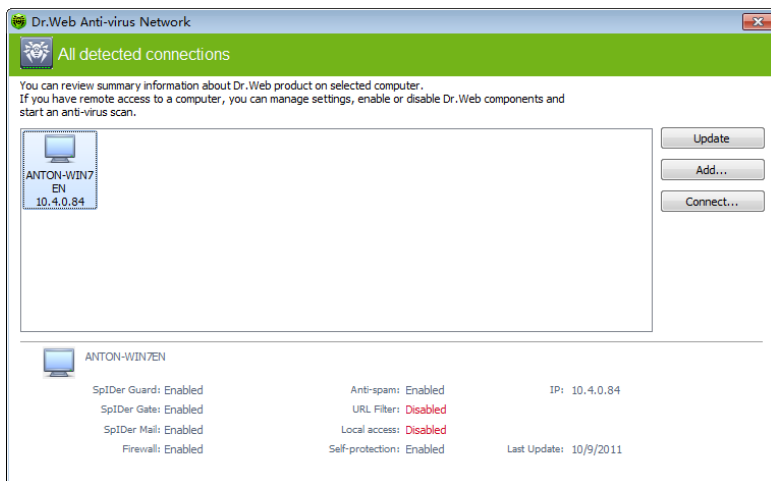 Dr.Web Anti-virus Network
All detected connections
You can review summary information about Dr.Web product on selected computer.
If you have remote access to a computer, you can manage settings, enable or disable Dr.Web components and
start an anti-virus scan.
ANTON-WIN7
EN
10.4.0.84
Update
Add...
Connect...
ANTON-WIN7EN
SpIDer Guard: Enabled Anti-spam: Enabled IP: 10.4.0.84
SpIDer Gate: Enabled URL Filter: Disabled
SpIDer Mail: Enabled Local access: Disabled
Firewall: Enabled Self-protection: Enabled Last Update: 10/9/2011